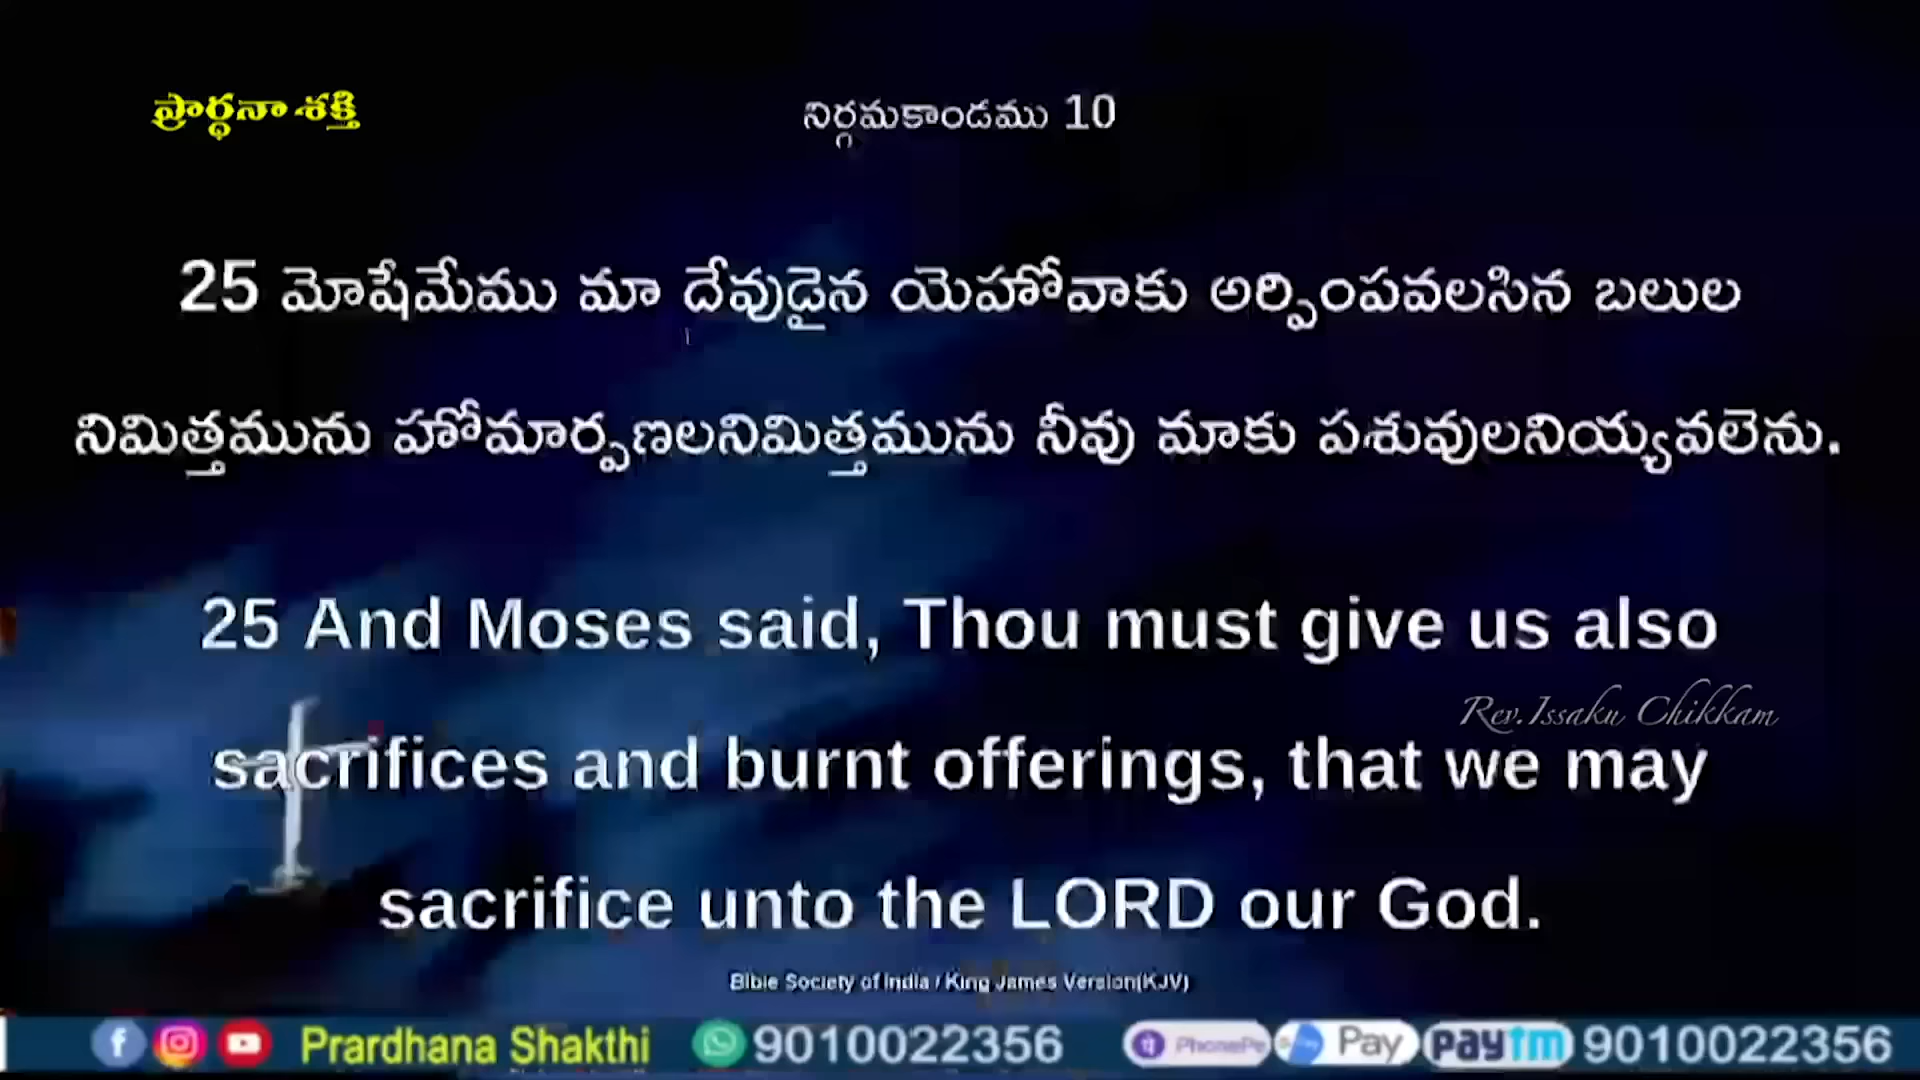 ప్రార్ధనా శక్తి
నిర్గమకాండము 10
25 మోషేమేము మా దేవుడైన యెహోవాకు అర్పింపవలసిన బలుల
నిమిత్తమును హోమార్పణలనిమిత్తమును నీవు మాకు పశువులనియ్యవలెను.
25 And Moses said, Thou must give us also
Rev.Issaku Chikkam
sacrifices and burnt offerings, that we may
sacrifice unto the LORD our God.
Bible Society of India / King James Version(KJV)
Prardhana Shakthi 9010022356 PhonePe Pay paytm 9010022356